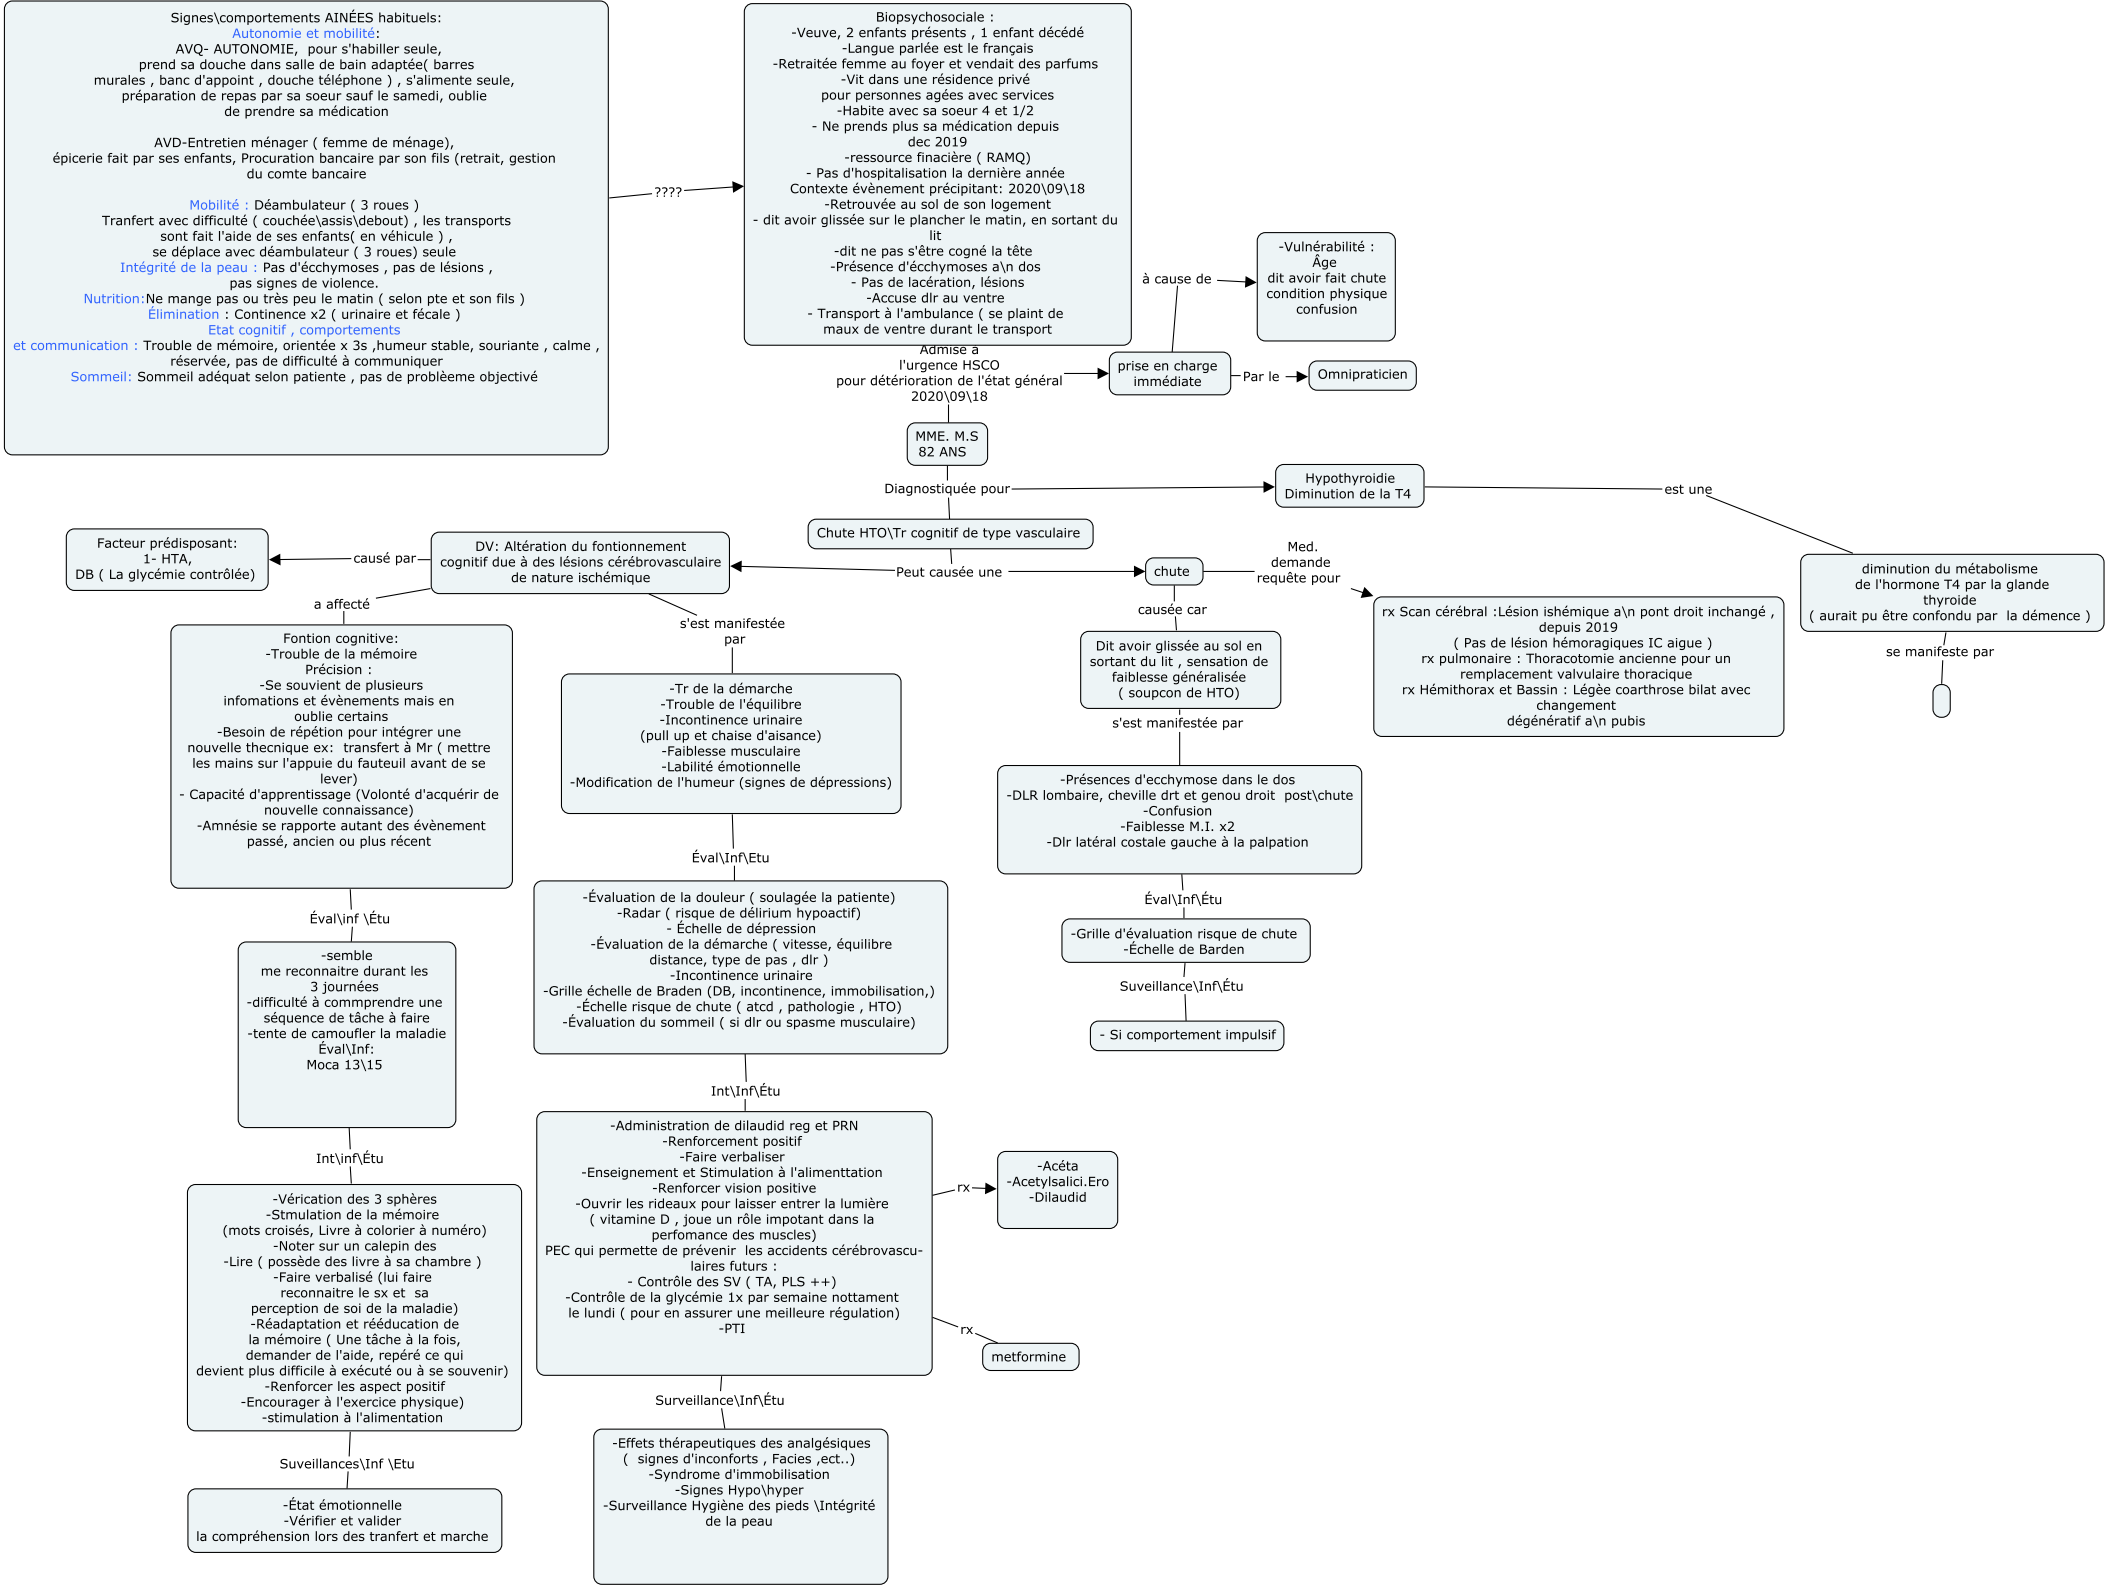 Signes\comportements AINÉES habituels:
Autonomie et mobilité:
AVQ- AUTONOMIE, pour s'habiller seule,
prend sa douche dans salle de bain adaptée( barres
murales , banc d'appoint , douche téléphone ) , s'alimente seule,
préparation de repas par sa soeur sauf le samedi, oublie
de prendre sa médication
AVD-Entretien ménager ( femme de ménage),
épicerie fait par ses enfants, Procuration bancaire par son fils (retrait, gestion
du comte bancaire
Mobilité : Déambulateur ( 3 roues )
Tranfert avec difficulté ( couchée\assis\debout) , les transports
sont fait l'aide de ses enfants( en véhicule ) ,
se déplace avec déambulateur ( 3 roues) seule
Intégrité de la peau : Pas d'écchymoses , pas de lésions ,
pas signes de violence.
Nutrition:Ne mange pas ou très peu le matin ( selon pte et son fils )
Élimination : Continence x2 ( urinaire et fécale )
Etat cognitif , comportements
et communication : Trouble de mémoire, orientée x 3s ,humeur stable, souriante , calme ,
réservée, pas de difficulté à communiquer
Sommeil: Sommeil adéquat selon patiente , pas de problèeme objectivé
????
Biopsychosociale :
-Veuve, 2 enfants présents , 1 enfant décédé
-Langue parlée est le français
-Retraitée femme au foyer et vendait des parfums
-Vit dans une résidence privé
pour personnes agées avec services
-Habite avec sa soeur 4 et 1/2
- Ne prends plus sa médication depuis
dec 2019
-ressource finacière ( RAMQ)
- Pas d'hospitalisation la dernière année
Contexte évènement précipitant: 2020\09\18
-Retrouvée au sol de son logement
- dit avoir glissée sur le plancher le matin, en sortant du
lit
-dit ne pas s'être cogné la tête
-Présence d'écchymoses a\n dos
- Pas de lacération, lésions
-Accuse dlr au ventre
- Transport à l'ambulance ( se plaint de
maux de ventre durant le transport
à cause de
-Vulnérabilité :
Âge
dit avoir fait chute
condition physique
confusion
Admise à
l'urgence HSCO
pour détérioration de l'état général
2020\09\18
prise en charge
immédiate
Par le
Omnipraticien
MME. M.S
82 ANS
Diagnostiquée pour
Hypothyroidie
Diminution de la T4
est une
Chute HTO\Tr cognitif de type vasculaire
Facteur prédisposant:
1- HTA,
DB ( La glycémie contrôlée)
causé par
DV: Altération du fontionnement
cognitif due à des lésions cérébrovasculaire
de nature ischémique
Peut causée une
chute
Med.
demande
requête pour
diminution du métabolisme
de l'hormone T4 par la glande
thyroide
( aurait pu être confondu par la démence )
se manifeste par
rx Scan cérébral :Lésion ishémique a\n pont droit inchangé ,
depuis 2019
( Pas de lésion hémoragiques IC aigue )
rx pulmonaire : Thoracotomie ancienne pour un
remplacement valvulaire thoracique
rx Hémithorax et Bassin : Légèe coarthrose bilat avec
changement
dégénératif a\n pubis
a affecté
Fontion cognitive:
-Trouble de la mémoire
Précision :
-Se souvient de plusieurs
infomations et évènements mais en
oublie certains
-Besoin de répétion pour intégrer une
nouvelle thecnique ex: transfert à Mr ( mettre
les mains sur l'appuie du fauteuil avant de se
lever)
- Capacité d'apprentissage (Volonté d'acquérir de
nouvelle connaissance)
-Amnésie se rapporte autant des évènement
passé, ancien ou plus récent
s'est manifestée
par
-Tr de la démarche
-Trouble de l'équilibre
-Incontinence urinaire
(pull up et chaise d'aisance)
-Faiblesse musculaire
-Labilité émotionnelle
-Modification de l'humeur (signes de dépressions)
causée car
Dit avoir glissée au sol en
sortant du lit , sensation de
faiblesse généralisée
( soupcon de HTO)
s'est manifestée par
-Présences d'ecchymose dans le dos
-DLR lombaire, cheville drt et genou droit post\chute
-Confusion
-Faiblesse M.I. x2
-Dlr latéral costale gauche à la palpation
Éval\Inf\Étu
-Grille d'évaluation risque de chute
-Échelle de Barden
Suveillance\Inf\Étu
- Si comportement impulsif
Éval\inf \Étu
-semble
me reconnaitre durant les
3 journées
-difficulté à commprendre une
séquence de tâche à faire
-tente de camoufler la maladie
Éval\Inf:
Moca 13\15
Int\inf\Étu
-Vérication des 3 sphères
-Stmulation de la mémoire
(mots croisés, Livre à colorier à numéro)
-Noter sur un calepin des
-Lire ( possède des livre à sa chambre )
-Faire verbalisé (lui faire
reconnaitre le sx et sa
perception de soi de la maladie)
-Réadaptation et rééducation de
la mémoire ( Une tâche à la fois,
demander de l'aide, repéré ce qui
devient plus difficile à exécuté ou à se souvenir)
-Renforcer les aspect positif
-Encourager à l'exercice physique)
-stimulation à l'alimentation
Suveillances\Inf \Etu
-État émotionnelle
-Vérifier et valider
la compréhension lors des tranfert et marche
Éval\Inf\Etu
-Évaluation de la douleur ( soulagée la patiente)
-Radar ( risque de délirium hypoactif)
- Échelle de dépression
-Évaluation de la démarche ( vitesse, équilibre
distance, type de pas , dlr )
-Incontinence urinaire
-Grille échelle de Braden (DB, incontinence, immobilisation,)
-Échelle risque de chute ( atcd , pathologie , HTO)
-Évaluation du sommeil ( si dlr ou spasme musculaire)
Int\Inf\Étu
-Administration de dilaudid reg et PRN
-Renforcement positif
-Faire verbaliser
-Enseignement et Stimulation à l'alimenttation
-Renforcer vision positive
-Ouvrir les rideaux pour laisser entrer la lumière
( vitamine D , joue un rôle impotant dans la
perfomance des muscles)
PEC qui permette de prévenir les accidents cérébrovascu-
laires futurs :
- Contrôle des SV ( TA, PLS ++)
-Contrôle de la glycémie 1x par semaine nottament
le lundi ( pour en assurer une meilleure régulation)
-PTI
rx
-Acéta
-Acetylsalici.Ero
-Dilaudid
rx
metformine
Surveillance\Inf\Étu
-Effets thérapeutiques des analgésiques
( signes d'inconforts , Facies ,ect..)
-Syndrome d'immobilisation
-Signes Hypo\hyper
-Surveillance Hygiène des pieds \Intégrité
de la peau